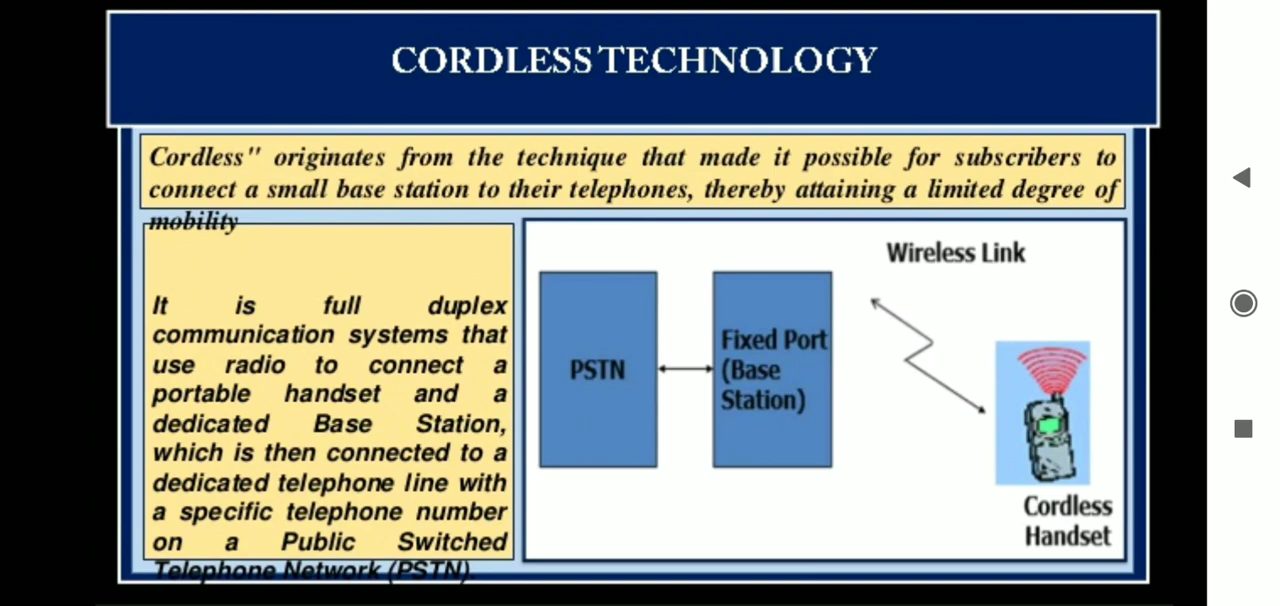 CORDLESS TECHNOLOGY
Cordless" originates from the technique that made it possible for subscribers to
connect a small base station to their telephones, thereby attaining a limited degree of
mobility
It is full duplex
communication systems that
use radio to connect a
portable handset and a
dedicated Base Station,
which is then connected to a
dedicated telephone line with
a specific telephone number
on a Public Switched
Telephone Network (PSTN).
PSTN
Fixed Port
(Base
Station)
Wireless Link
Cordless
Handset